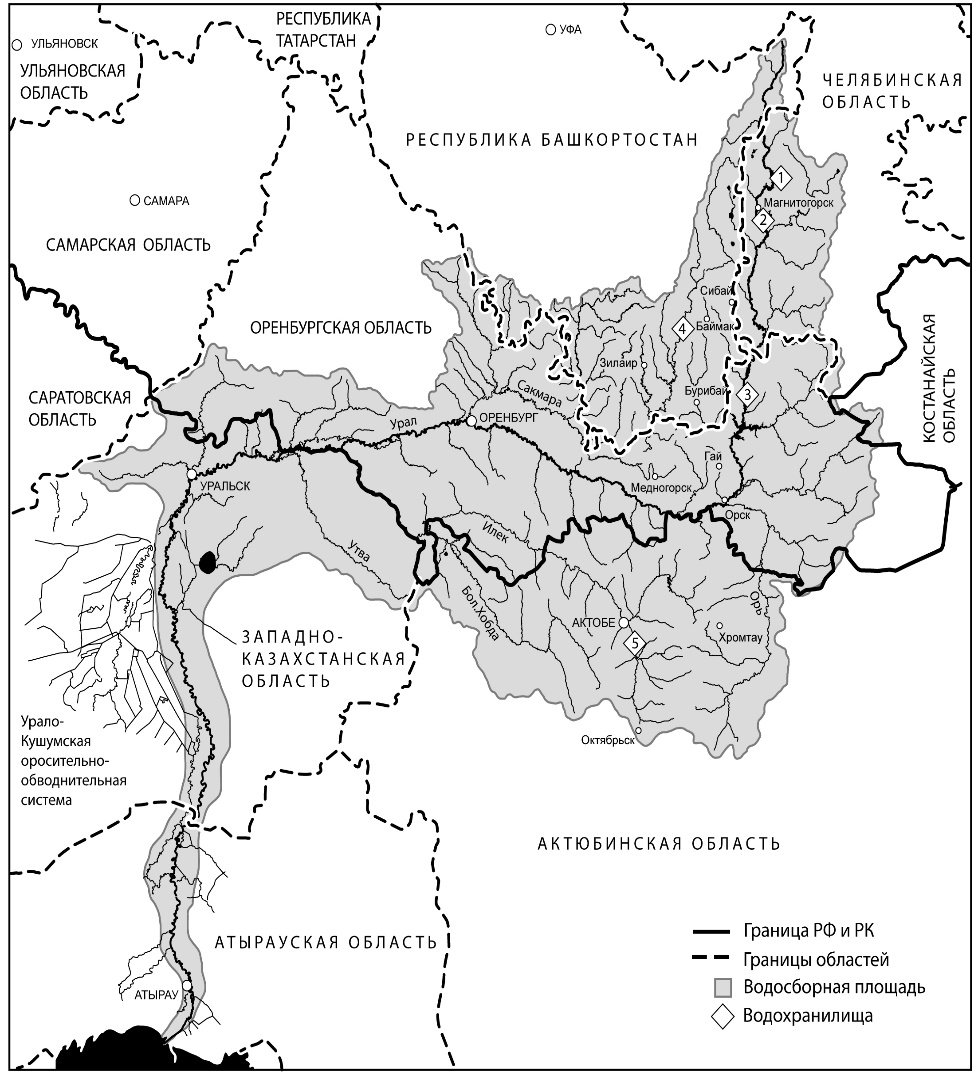 РЕСПУБЛИКА
ТАТАРСТАН
УФА
УЛЬЯНОВСК
УЛЬЯНОВСКАЯ
ОБЛАСТЬ
ЧЕЛЯБИНСКАЯ
ОБЛАСТЬ
РЕСПУБЛИКА БАШКОРТОСТАН
1
САМАРА
Магнитогорск
2
САМАРСКАЯ ОБЛАСТЬ
Сибай
4
Баймак
ОРЕНБУРГСКАЯ ОБЛАСТЬ
КОСТАНАЙСКАЯ
ОБЛАСТЬ
Зилаир
Бурибай
3
САРАТОВСКАЯ
ОБЛАСТЬ
Сакмара
Урал
ОРЕНБУРГ
Гай
УРАЛЬСК
Медногорск
Орск
Илек
Утва
Бол.Хобда
Орь
АКТОБЕ
5
Хромтау
ЗАПАДНО-
КАЗАХСТАНСКАЯ
ОБЛАСТЬ
Октябрьск
Урало-
Кушумская
оросительно-
обводнительная
система
АКТЮБИНСКАЯ ОБЛАСТЬ
АТЫРАУСКАЯ ОБЛАСТЬ
АТЫРАУ
Граница РФ и РК
Границы областей
Водосборная площадь
Водохранилища